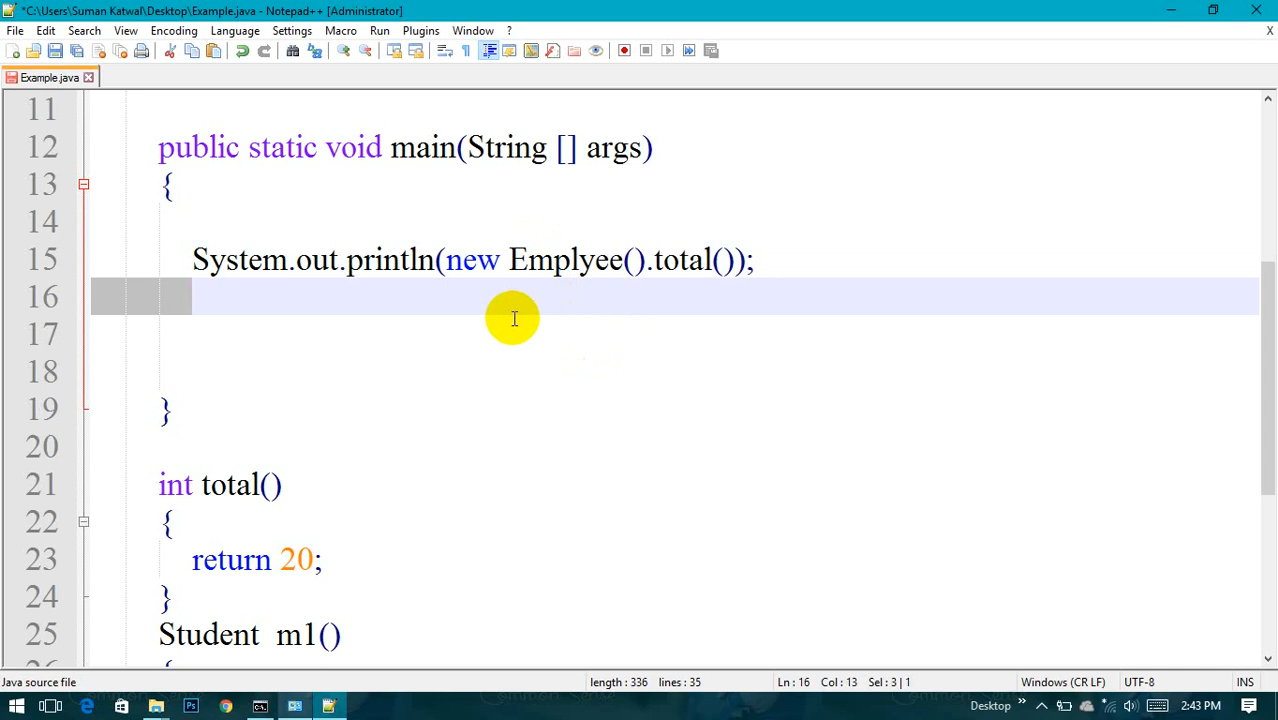 *C:\Users\Suman Katwal\Desktop\Example.java - Notepad++ [Administrator]
File Edit Search View Encoding Language Settings Macro Run Plugins Window ? X
Example.java
11
12 public static void main(String [] args)
13 {
14
15 System.out.println(new Emplyee().total());
16
17
18
19 }
20
21 int total()
22 {
23 return 20;
24 }
25 Student m1()
26 {
Java source file length : 336 lines : 35 Ln : 16 Col : 13 Sel : 3 | 1 Windows (CR LF) UTF-8 INS
Desktop 2:43 PM